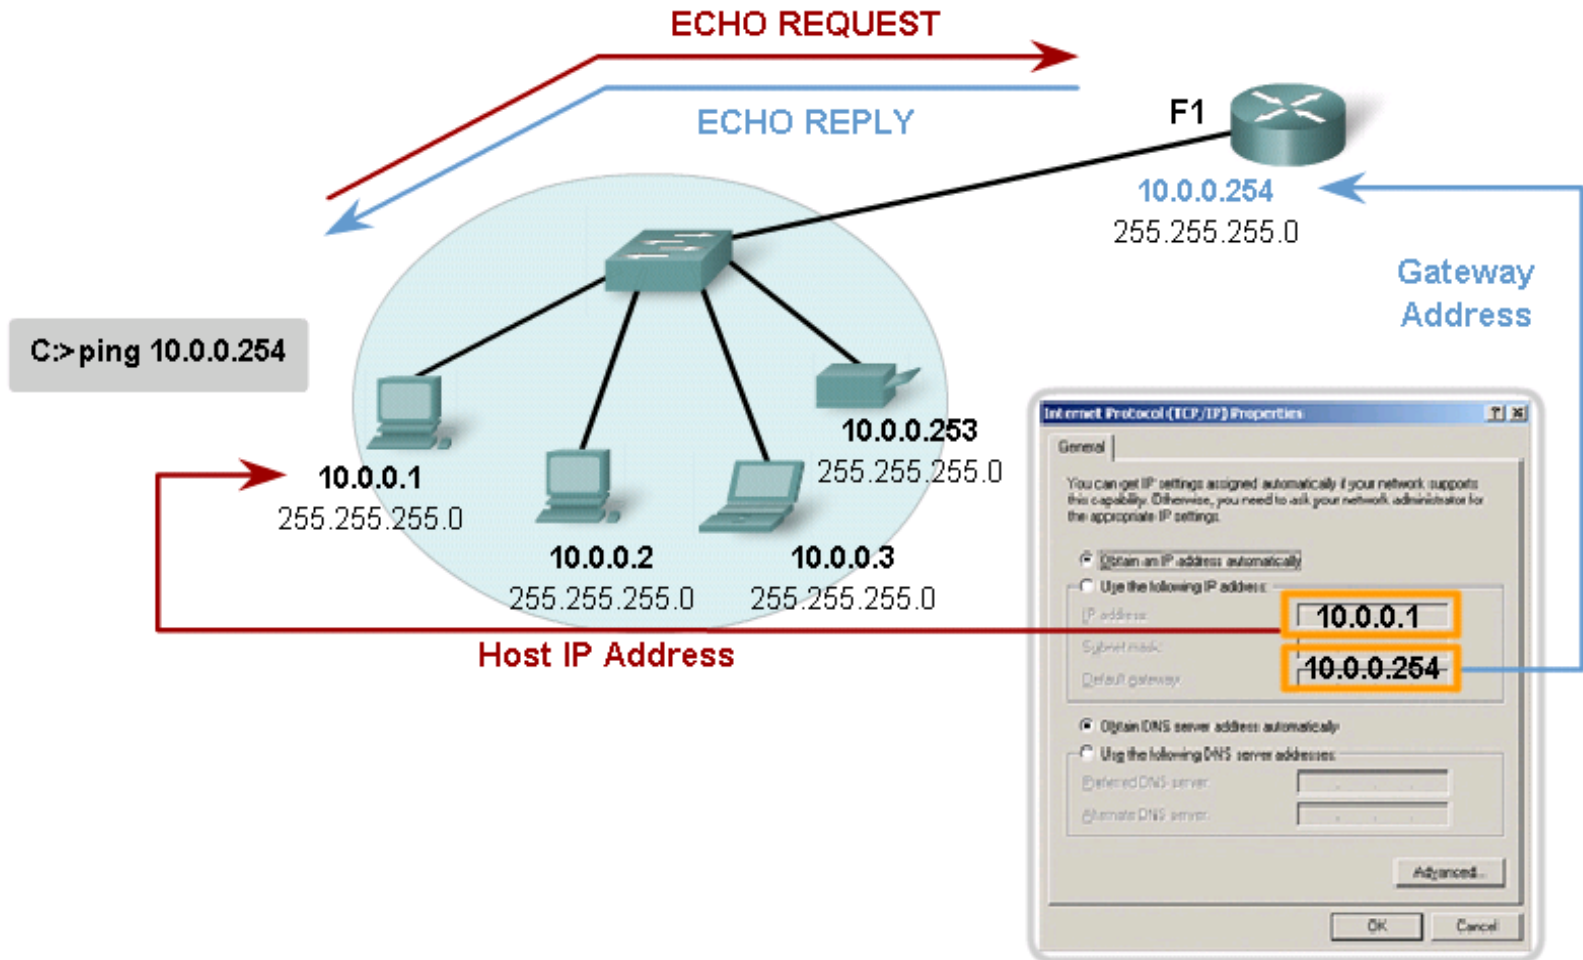 ECHO REQUEST
ECHO REPLY
F1
10.0.0.254
255.255.255.0
Gateway
Address
C:>ping 10.0.0.254
10.0.0.1
255.255.255.0
10.0.0.2
255.255.255.0
10.0.0.3
255.255.255.0
10.0.0.253
255.255.255.0
Host IP Address
Internet Protocol (TCP/IP) Properties
General
You can get IP settings assigned automatically if your network supports
this capability. Otherwise, you need to ask your network administrator for
the appropriate IP settings.
Obtain an IP address automatically
Use the following IP address:
IP address:
10.0.0.1
Subnet mask:
Default gateway:
10.0.0.254
Obtain DNS server address automatically
Use the following DNS server addresses:
Preferred DNS server:
Alternate DNS server:
Advanced...
OK
Cancel